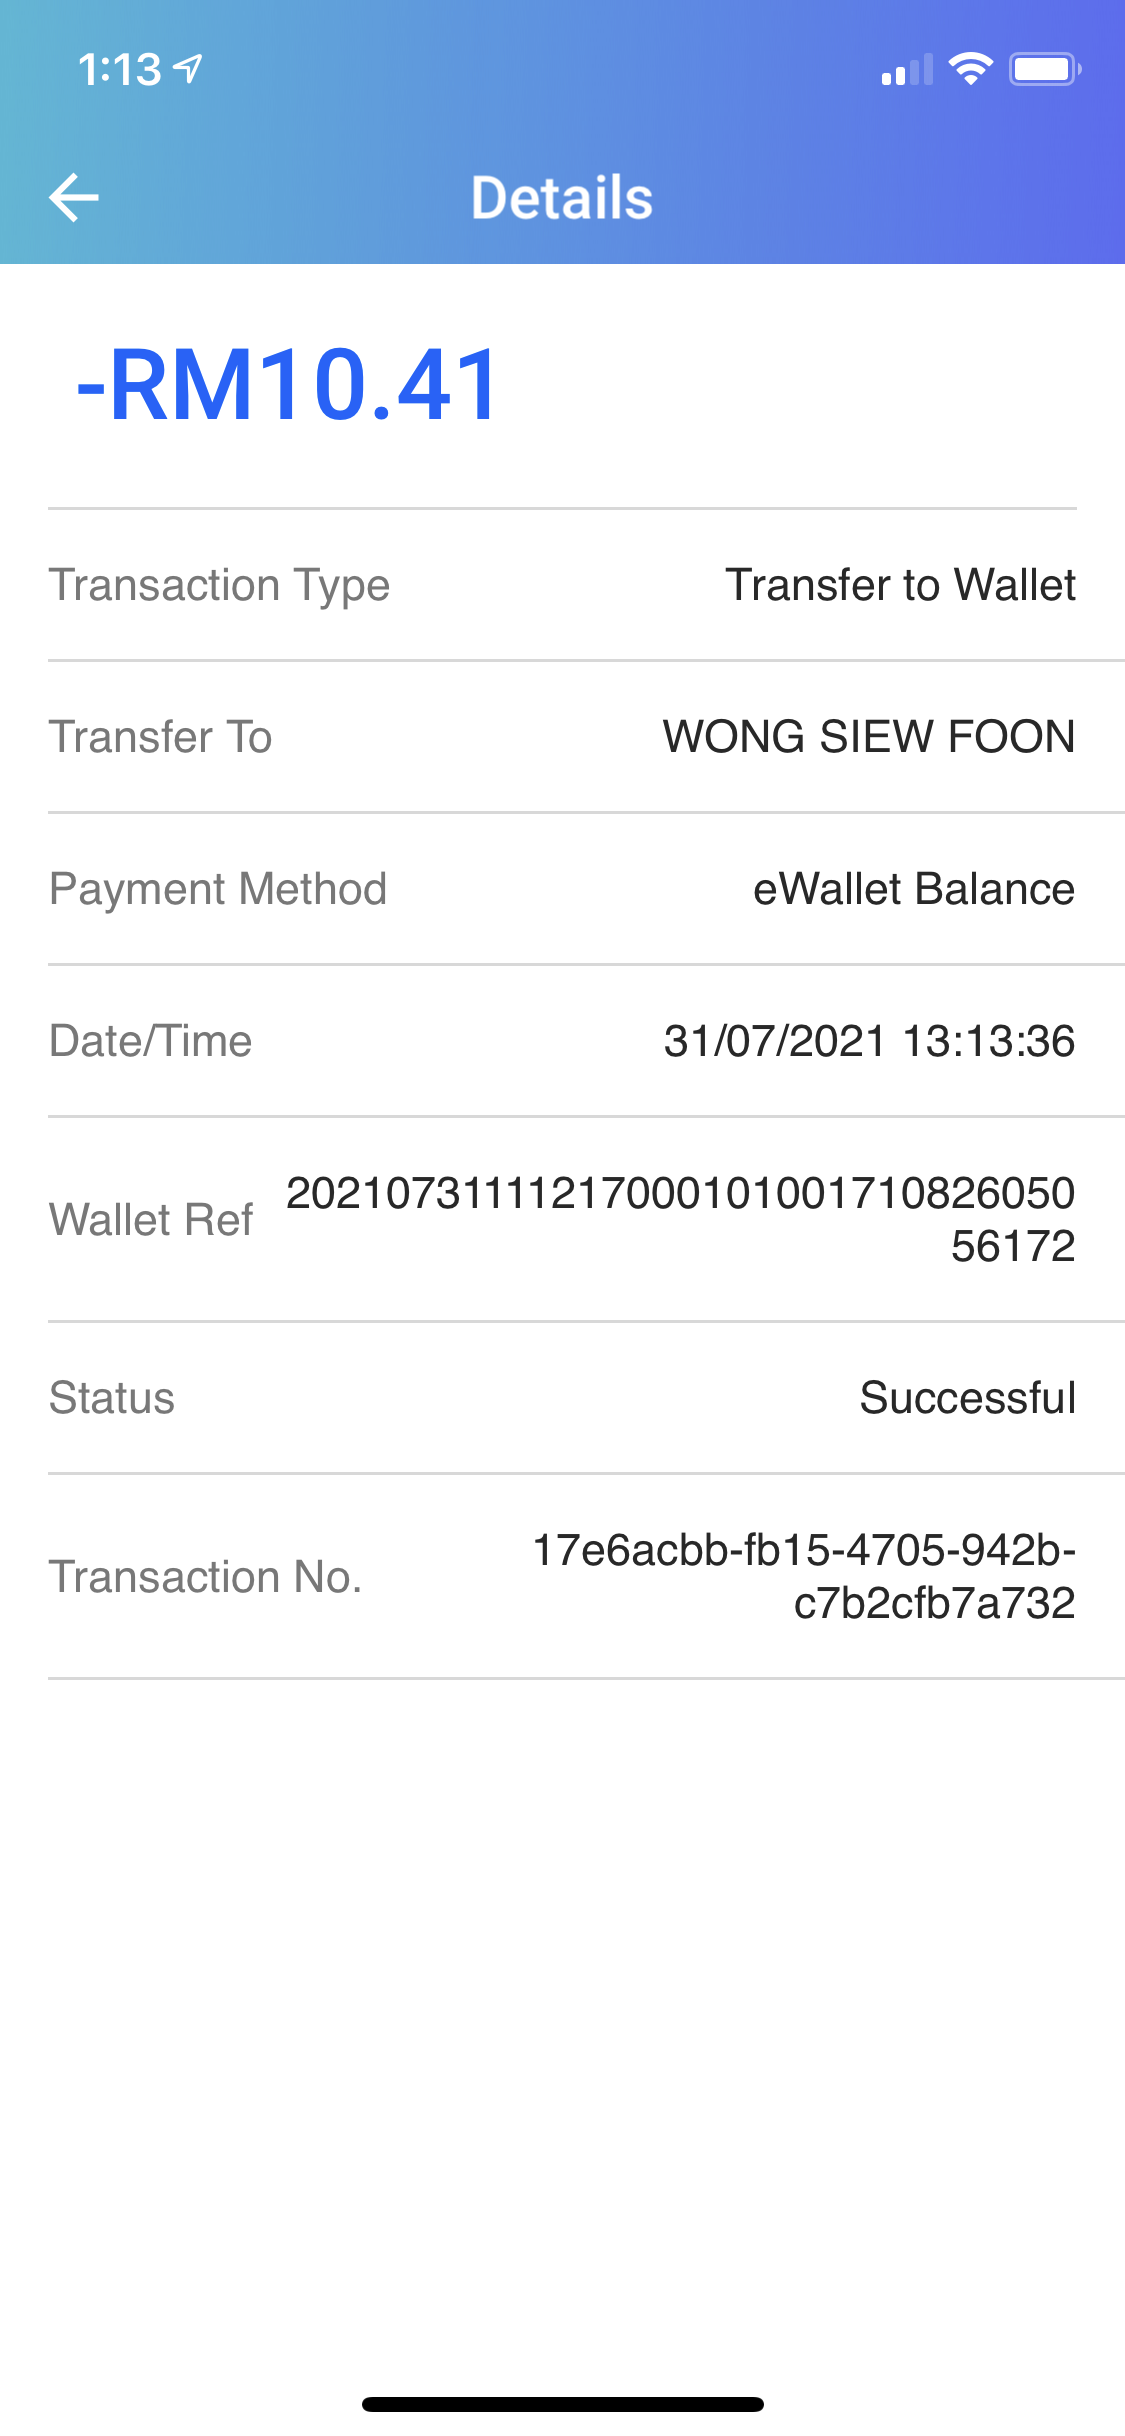 1:13
Details
-RM10.41
Transaction Type Transfer to Wallet
Transfer To WONG SIEW FOON
Payment Method eWallet Balance
Date/Time 31/07/2021 13:13:36
Wallet Ref 20210731111217000101001710826050
56172
Status Successful
Transaction No. 17e6acbb-fb15-4705-942b-
c7b2cfb7a732